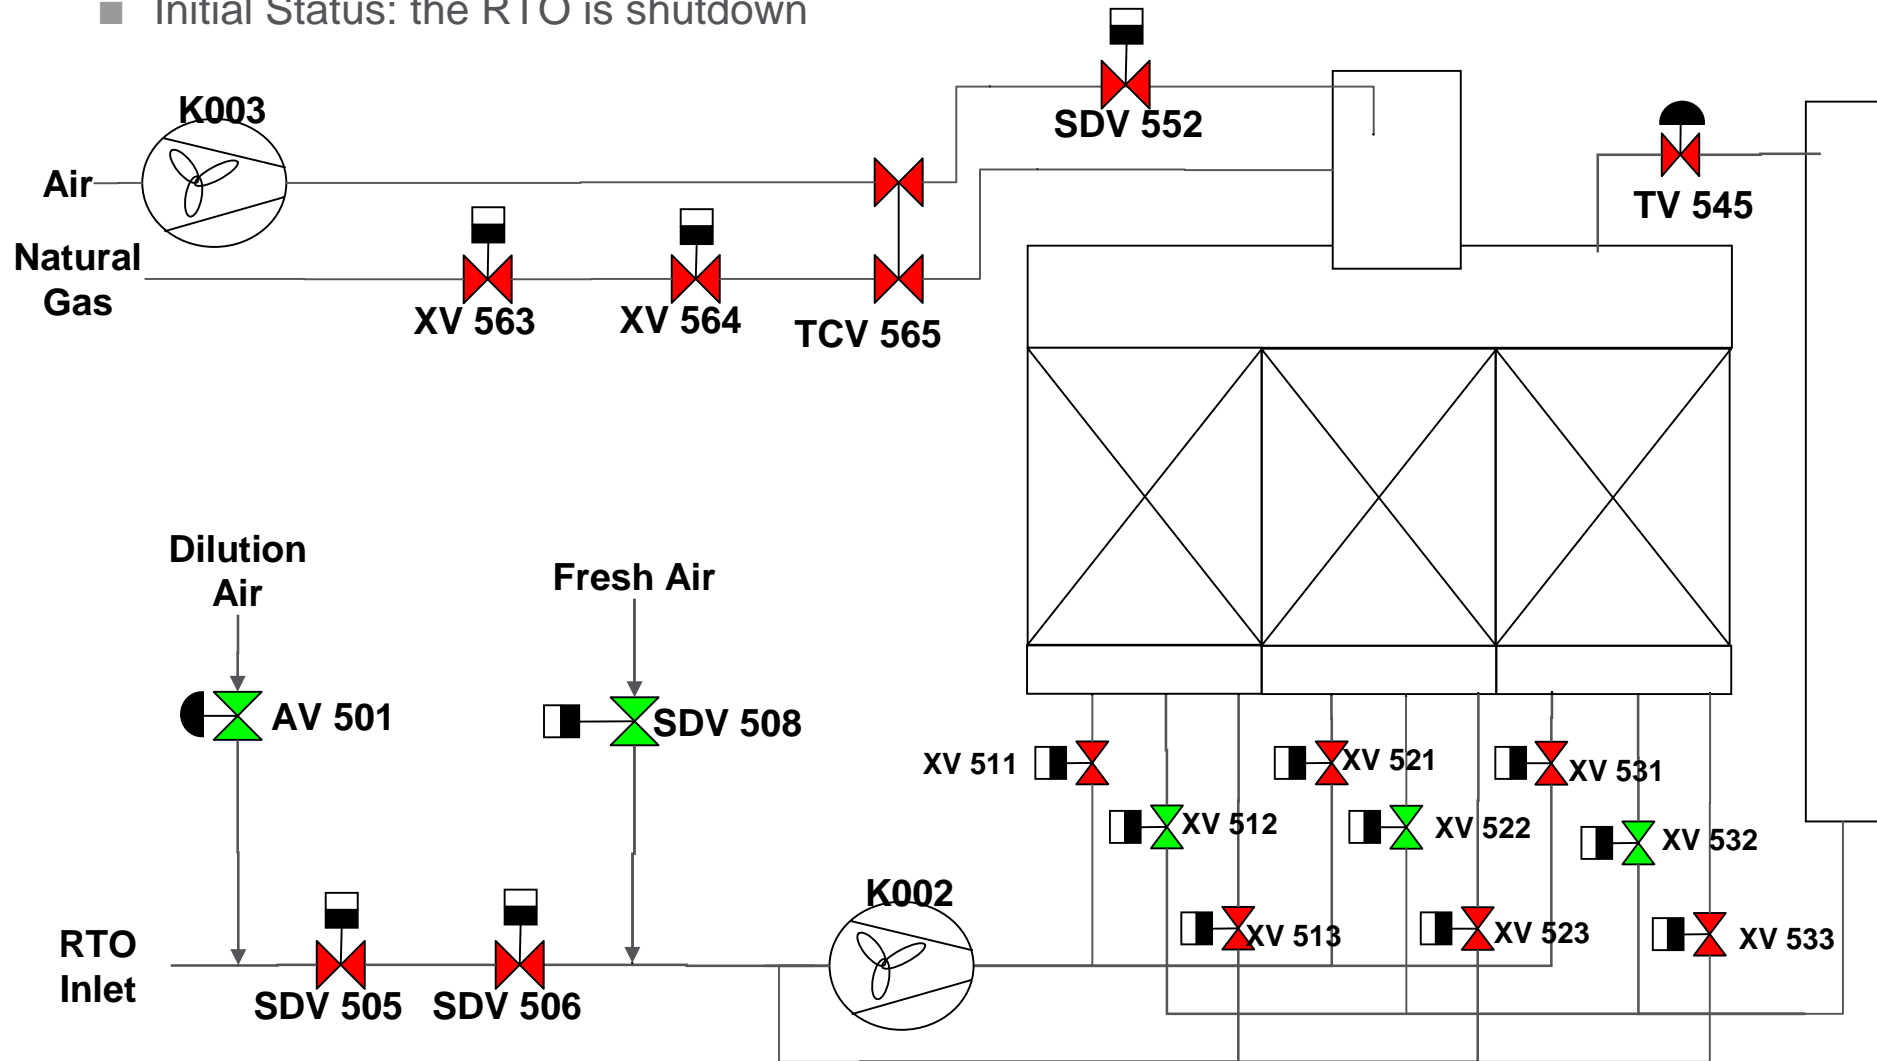 Initial Status: the RTO is shutdown
K003
SDV 552
Air
TV 545
Natural
Gas
XV 563
XV 564
TCV 565
Dilution
Air
Fresh Air
AV 501
SDV 508
XV 511
XV 521
XV 531
XV 512
XV 522
XV 532
K002
XV 513
XV 523
XV 533
RTO
Inlet
SDV 505
SDV 506